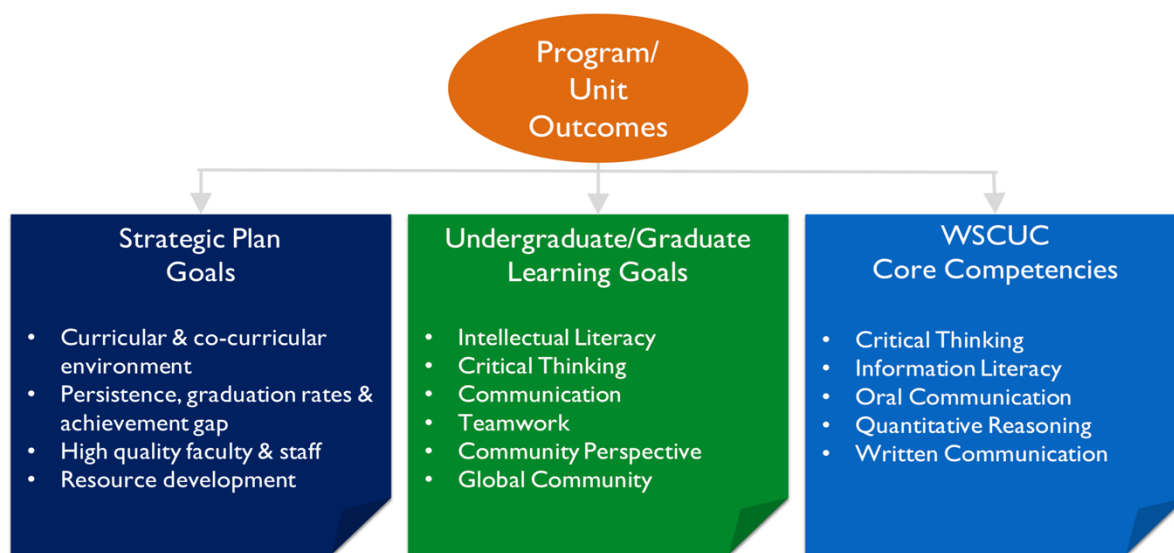 Program/
Unit
Outcomes
Strategic Plan
Goals
• Curricular & co-curricular
environment
• Persistence, graduation rates &
achievement gap
• High quality faculty & staff
• Resource development
Undergraduate/Graduate
Learning Goals
• Intellectual Literacy
• Critical Thinking
• Communication
• Teamwork
• Community Perspective
• Global Community
WSCUC
Core Competencies
• Critical Thinking
• Information Literacy
• Oral Communication
• Quantitative Reasoning
• Written Communication